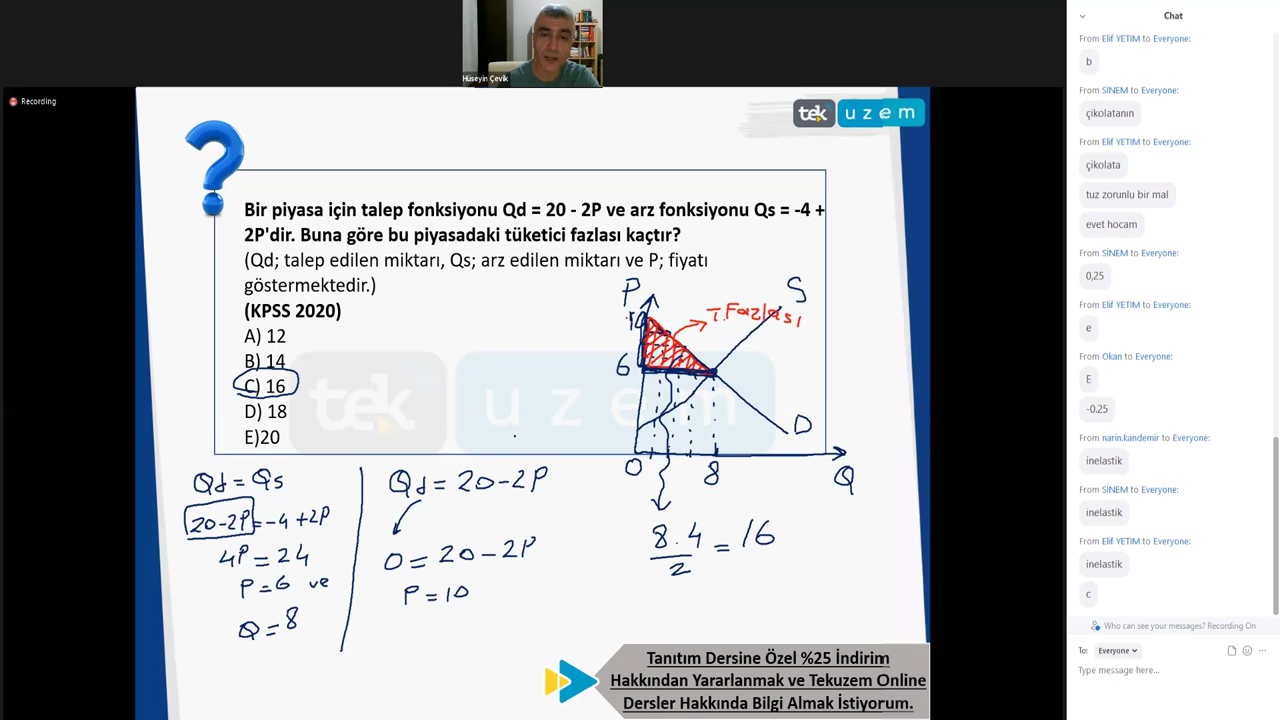 Hüseyin Çevik
Recording
tek uzem
Bir piyasa için talep fonksiyonu Qd = 20 - 2P ve arz fonksiyonu Qs = -4 +
2P'dir. Buna göre bu piyasadaki tüketici fazlası kaçtır?
(Qd; talep edilen miktarı, Qs; arz edilen miktarı ve P; fiyatı
göstermektedir.)
(KPSS 2020)
A) 12
B) 14
C) 16
D) 18
E)20
tek uzem
P
S
10
T.Fazlası
6
D
0
8
Q
Qd = Qs
20-2P = -4 +2P
4P = 24
P = 6 ve
Q = 8
Qd = 20-2P
0 = 20-2P
P = 10
8.4
2
= 16
Tanıtım Dersine Özel %25 İndirim
Hakkından Yararlanmak ve Tekuzem Online
Dersler Hakkında Bilgi Almak İstiyorum.
Chat
From Elif YETIM to Everyone:
b
From SİNEM to Everyone:
çikolatanın
From Elif YETIM to Everyone:
çikolata
tuz zorunlu bir mal
evet hocam
From SİNEM to Everyone:
0,25
From Elif YETIM to Everyone:
e
From Okan to Everyone:
E
-0.25
From narin.kandemir to Everyone:
inelastik
From SİNEM to Everyone:
inelastik
From Elif YETIM to Everyone:
inelastik
c
Who can see your messages? Recording On
To: Everyone
Type message here...